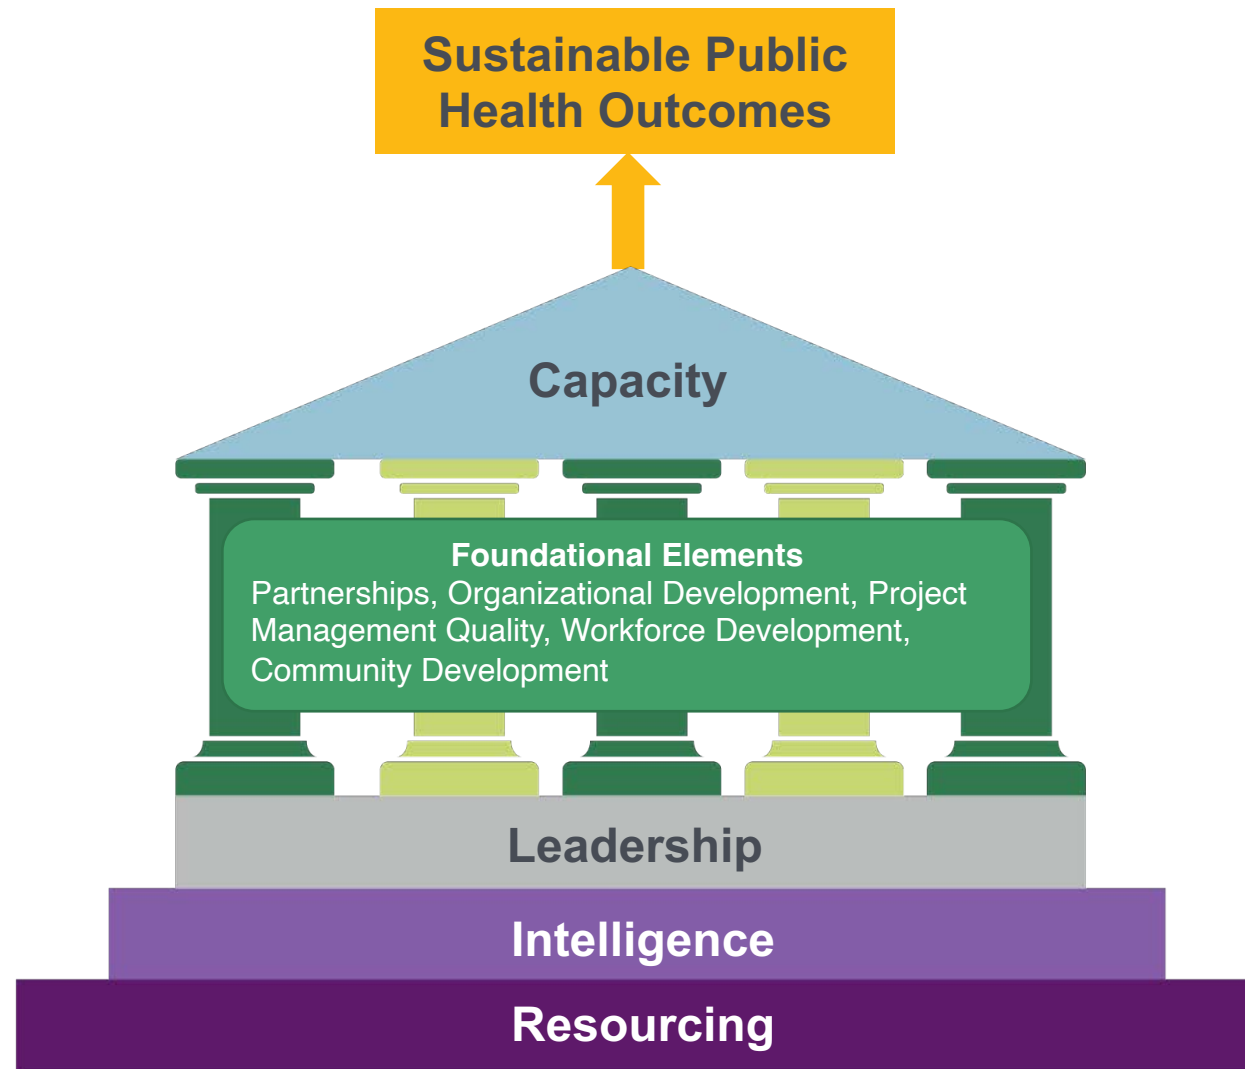 Sustainable Public
Health Outcomes
Capacity
Foundational Elements
Partnerships, Organizational Development, Project
Management Quality, Workforce Development,
Community Development
Leadership
Intelligence
Resourcing